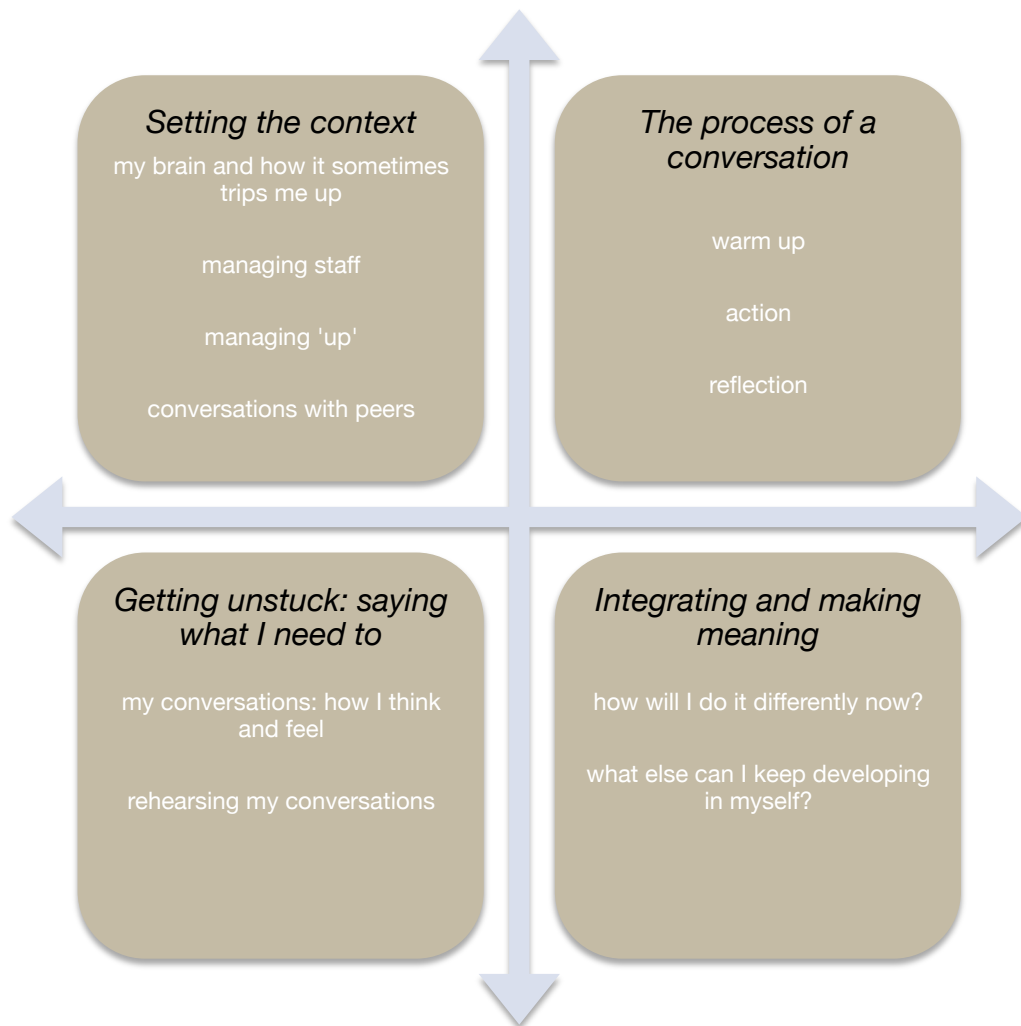 Setting the context
my brain and how it sometimes
trips me up
managing staff
managing 'up'
conversations with peers
The process of a
conversation
warm up
action
reflection
Getting unstuck: saying
what I need to
my conversations: how I think
and feel
rehearsing my conversations
Integrating and making
meaning
how will I do it differently now?
what else can I keep developing
in myself?